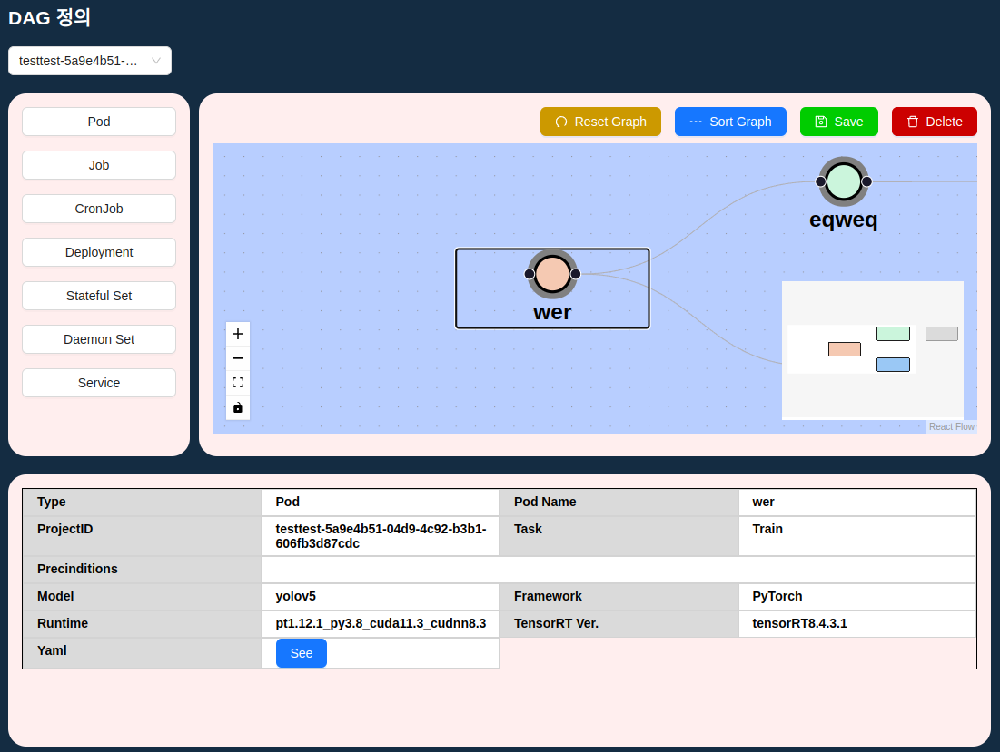 DAG 정의
testtest-5a9e4b51-...
Pod
Job
CronJob
Deployment
Stateful Set
Daemon Set
Service
Reset Graph
Sort Graph
Save
Delete
eqweq
wer
React Flow
Type
Pod
Pod Name
wer
ProjectID
testtest-5a9e4b51-04d9-4c92-b3b1-
606fb3d87cdc
Task
Train
Precinditions
Model
yolov5
Framework
PyTorch
Runtime
pt1.12.1_py3.8_cuda11.3_cudnn8.3
TensorRT Ver.
tensorRT8.4.3.1
Yaml
See